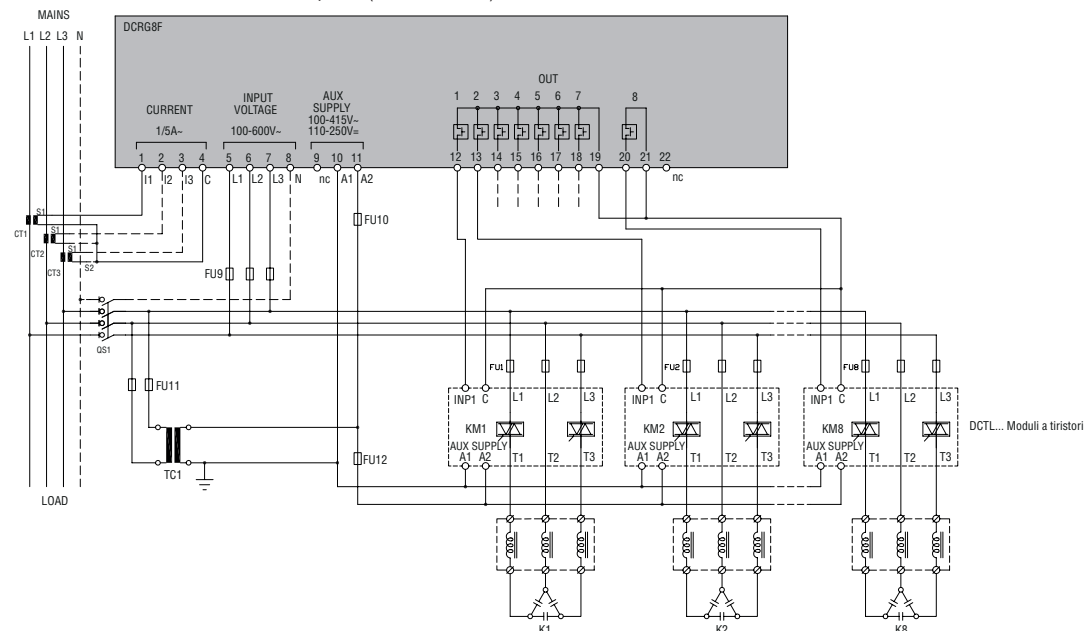 MAINS
L1 L2 L3 N
DCRG8F
CURRENT
1/5A~
INPUT
VOLTAGE
100-600V~
AUX
SUPPLY
100-415V~
110-250V=
OUT
1 2 3 4 5 6 7 8
1 2 3 4 5 6 7 8 9 10 11 12 13 14 15 16 17 18 19 20 21 22
I1 I2 I3 C L1 L2 L3 N nc A1 A2 nc
S1
CT1
S1
CT2
S1
CT3
S2
FU10
FU9
QS1
FU11
FU12
TC1
LOAD
FU1 FU2 FU8
INP1 C L1 L2 L3
KM1
AUX SUPPLY
A1 A2 T1 T2 T3
INP1 C L1 L2 L3
KM2
AUX SUPPLY
A1 A2 T1 T2 T3
INP1 C L1 L2 L3
KM8
AUX SUPPLY
A1 A2 T1 T2 T3
DCTL... Moduli a tiristori
K1 K2 K8